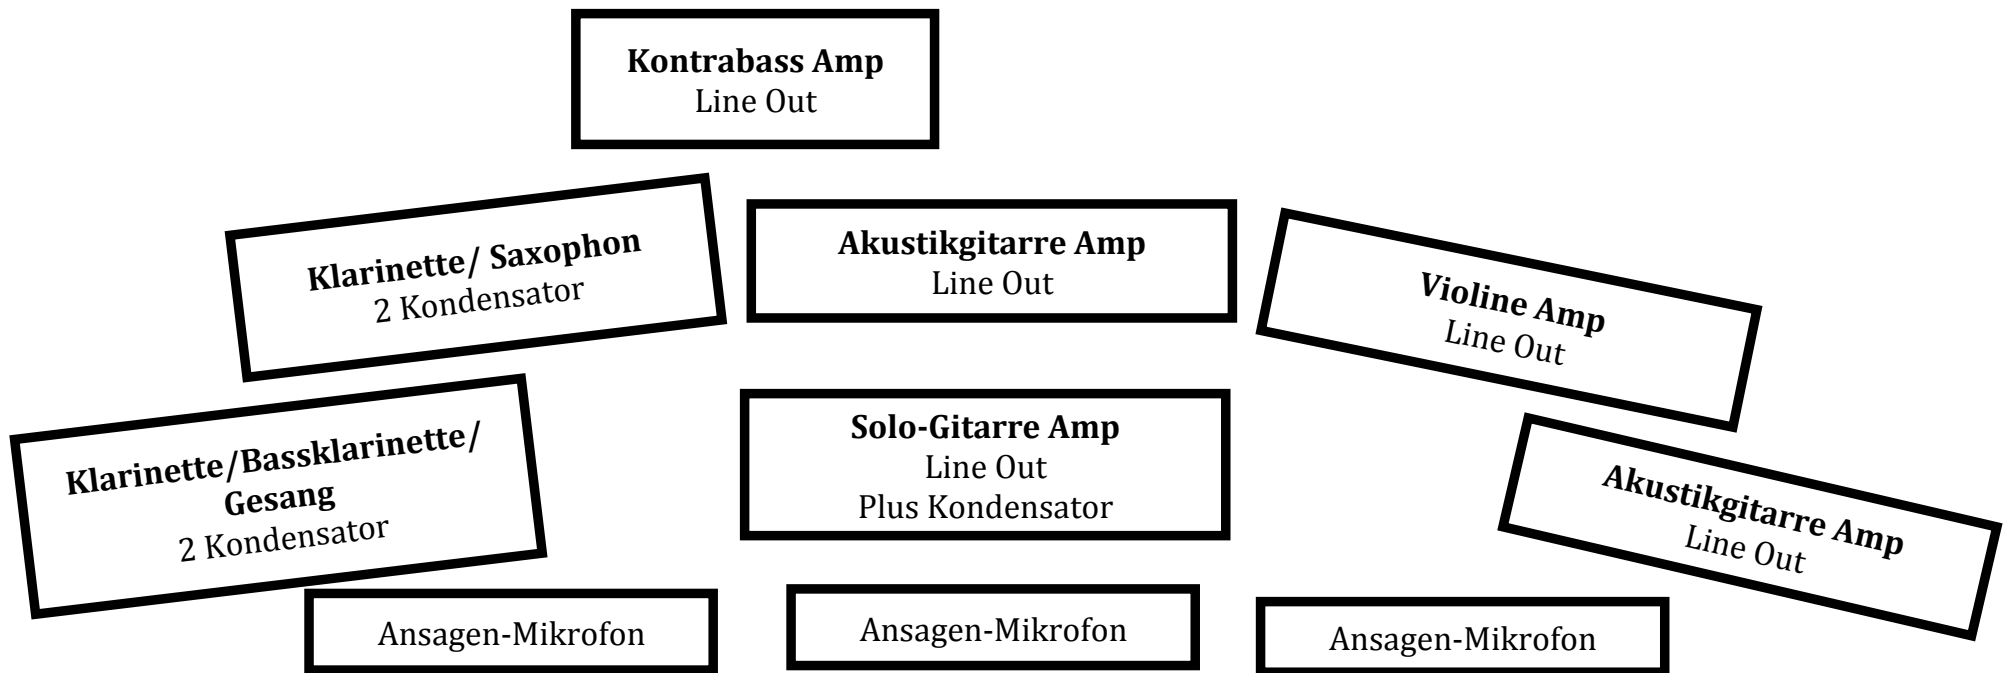 Kontrabass Amp
Line Out
Klarinette/ Saxophon
2 Kondensator
Akustikgitarre Amp
Line Out
Violine Amp
Line Out
Klarinette/Bassklarinette/
Gesang
2 Kondensator
Solo-Gitarre Amp
Line Out
Plus Kondensator
Akustikgitarre Amp
Line Out
Ansagen-Mikrofon
Ansagen-Mikrofon
Ansagen-Mikrofon